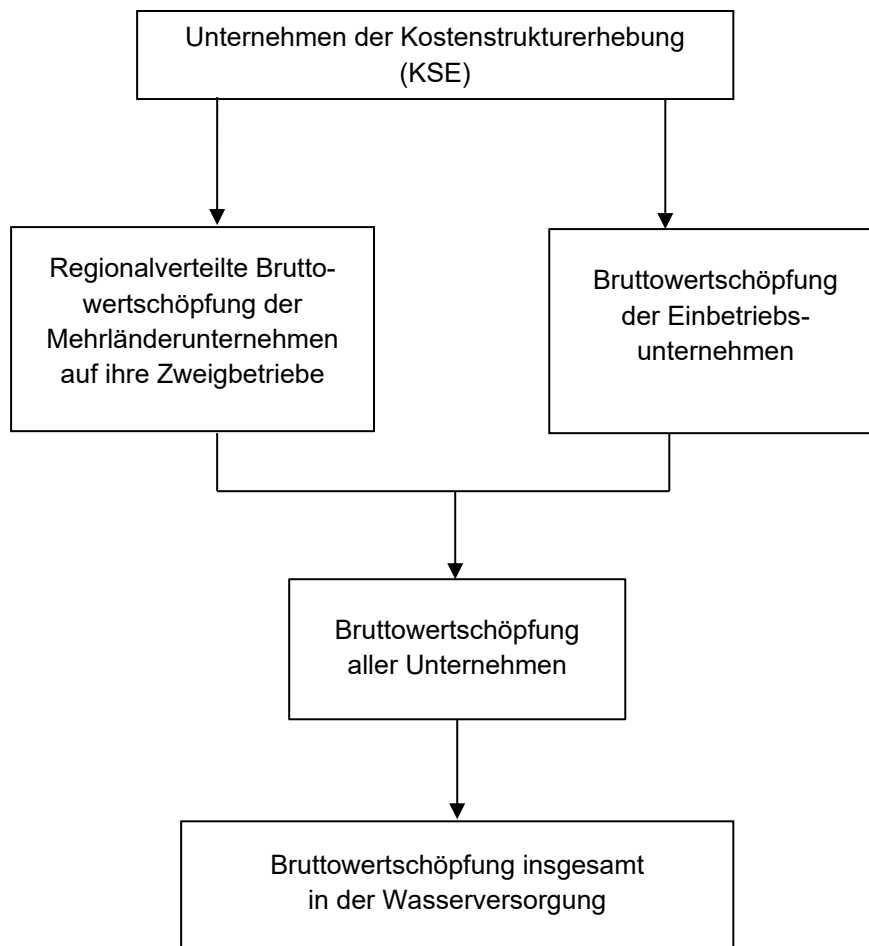 Unternehmen der Kostenstrukturerhebung
(KSE)
Regionalverteilte Brutto-
wertschöpfung der
Mehrländerunternehmen
auf ihre Zweigbetriebe
Bruttowertschöpfung
der Einbetriebs-
unternehmen
Bruttowertschöpfung
aller Unternehmen
Bruttowertschöpfung insgesamt
in der Wasserversorgung